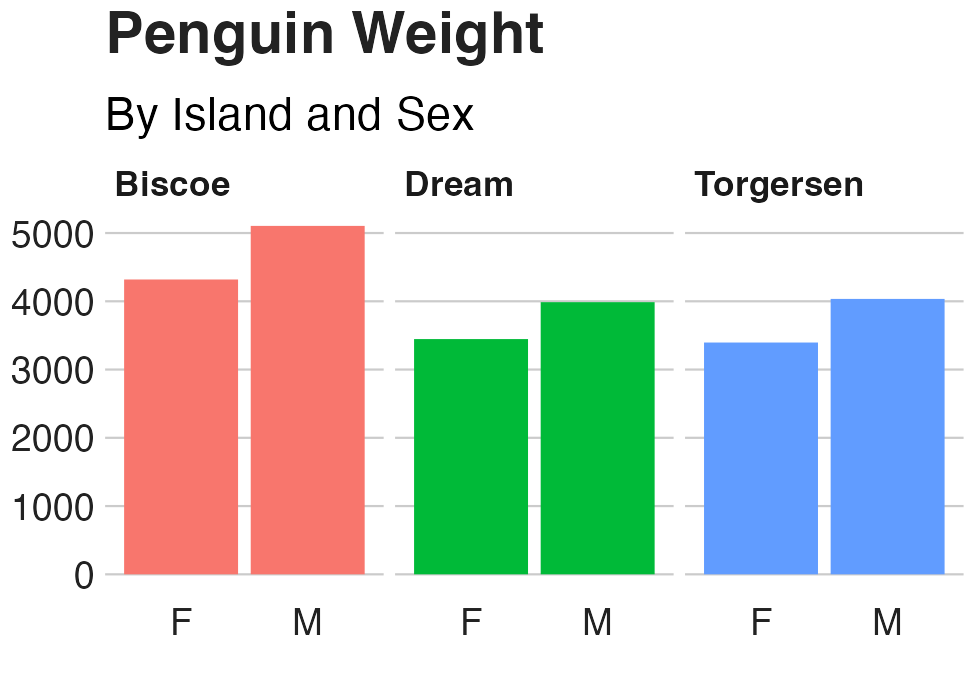 Penguin Weight
By Island and Sex
Biscoe Dream Torgersen
5000
4000
3000
2000
1000
0
F M F M F M